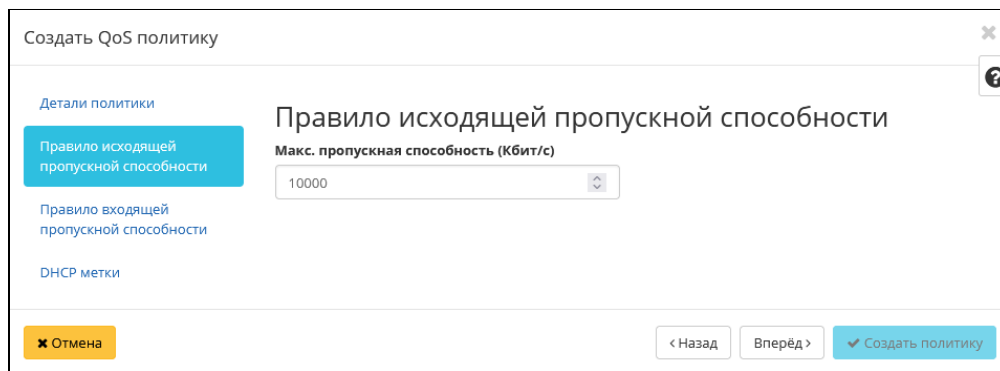 Создать QoS политику
Детали политики
Правило исходящей
пропускной способности
Правило входящей
пропускной способности
DHCP метки
Правило исходящей пропускной способности
Макс. пропускная способность (Кбит/с)
10000
✖ Отмена
‹ Назад
Вперёд ›
✔ Создать политику